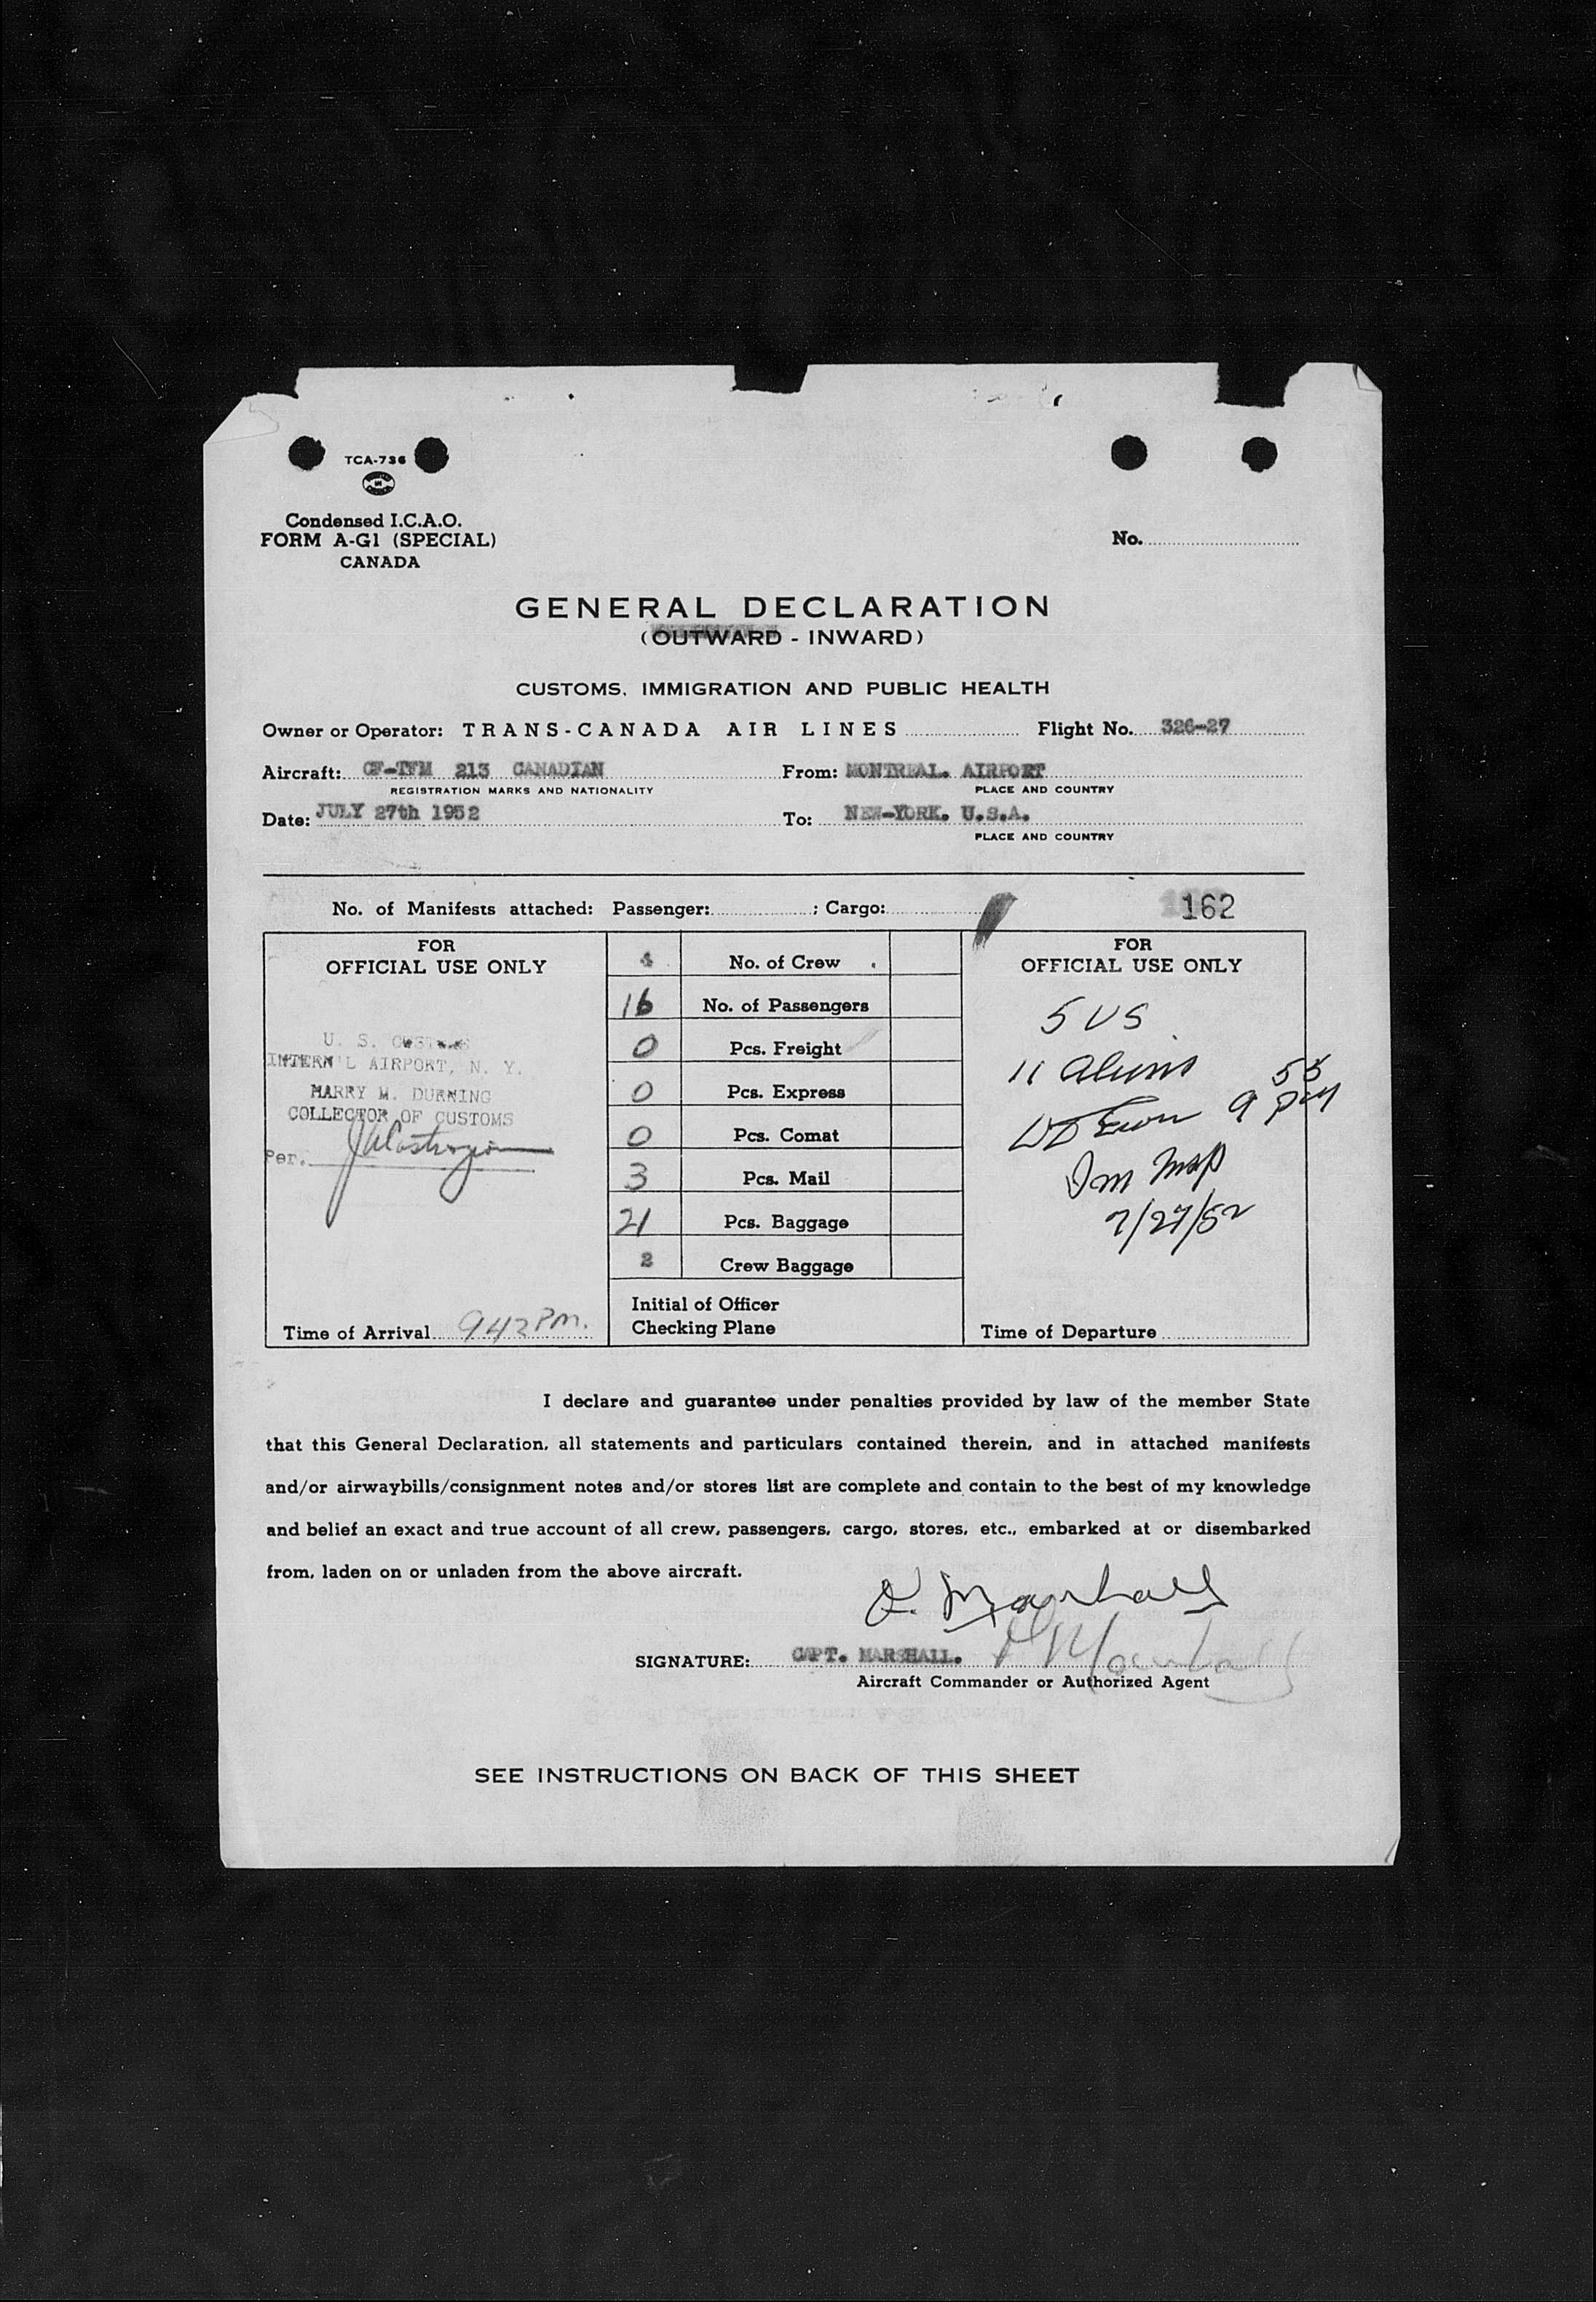 TCA-736
Condensed I.C.A.O.
FORM A-G1 (SPECIAL)
CANADA
No.
GENERAL DECLARATION
(OUTWARD - INWARD)
CUSTOMS, IMMIGRATION AND PUBLIC HEALTH
Owner or Operator: TRANS-CANADA AIR LINES Flight No. 326-27
Aircraft: CF-TFM 213 CANADIAN From: MONTREAL. AIRPORT
REGISTRATION MARKS AND NATIONALITY PLACE AND COUNTRY
Date: JULY 27th 1952 To: NEW-YORK. U.S.A.
PLACE AND COUNTRY
No. of Manifests attached: Passenger: ; Cargo: 162
FOR
OFFICIAL USE ONLY
U. S. CUSTOMS
INTERN'L AIRPORT, N. Y.
HARRY M. DURNING
COLLECTOR OF CUSTOMS
Per.
Time of Arrival 942 PM.
4 No. of Crew
16 No. of Passengers
0 Pcs. Freight
0 Pcs. Express
0 Pcs. Comat
3 Pcs. Mail
21 Pcs. Baggage
2 Crew Baggage
Initial of Officer
Checking Plane
FOR
OFFICIAL USE ONLY
5 US
11 Aliens
9 55 PM
Imm Insp
7/27/52
Time of Departure
I declare and guarantee under penalties provided by law of the member State
that this General Declaration, all statements and particulars contained therein, and in attached manifests
and/or airwaybills/consignment notes and/or stores list are complete and contain to the best of my knowledge
and belief an exact and true account of all crew, passengers, cargo, stores, etc., embarked at or disembarked
from, laden on or unladen from the above aircraft.
Marshall
SIGNATURE: CAPT. MARSHALL. Marshall
Aircraft Commander or Authorized Agent
SEE INSTRUCTIONS ON BACK OF THIS SHEET